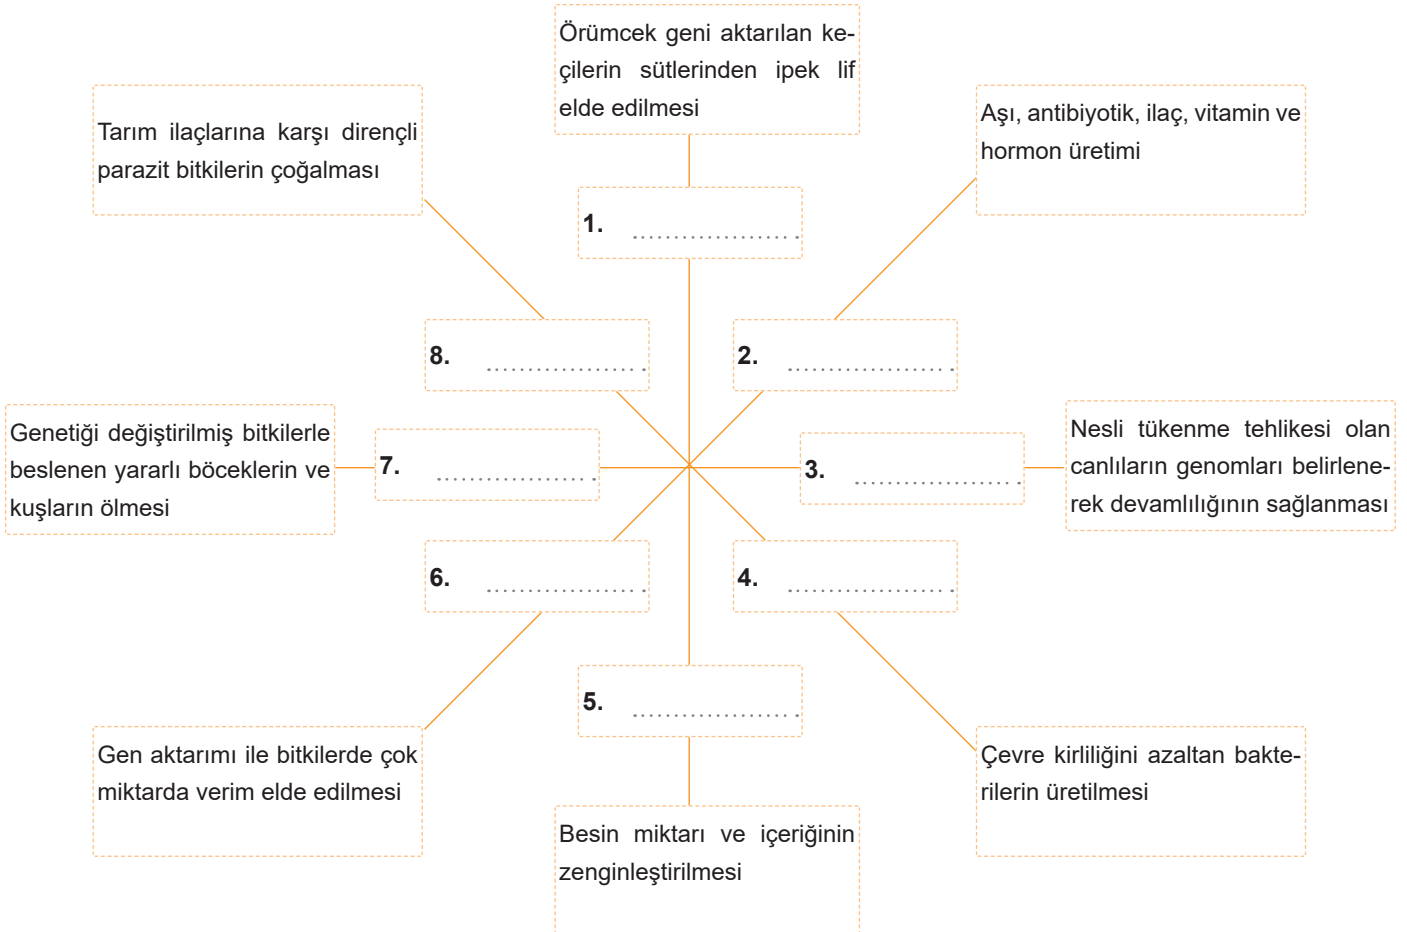 Örümcek geni aktarılan ke-
çilerin sütlerinden ipek lif
elde edilmesi
Tarım ilaçlarına karşı dirençli
parazit bitkilerin çoğalması
Aşı, antibiyotik, ilaç, vitamin ve
hormon üretimi
1. ....................
8. ....................
2. ....................
Genetiği değiştirilmiş bitkilerle
beslenen yararlı böceklerin ve
kuşların ölmesi
7. ....................
3. ....................
Nesli tükenme tehlikesi olan
canlıların genomları belirlene-
rek devamlılığının sağlanması
6. ....................
4. ....................
5. ....................
Gen aktarımı ile bitkilerde çok
miktarda verim elde edilmesi
Çevre kirliliğini azaltan bakte-
rilerin üretilmesi
Besin miktarı ve içeriğinin
zenginleştirilmesi